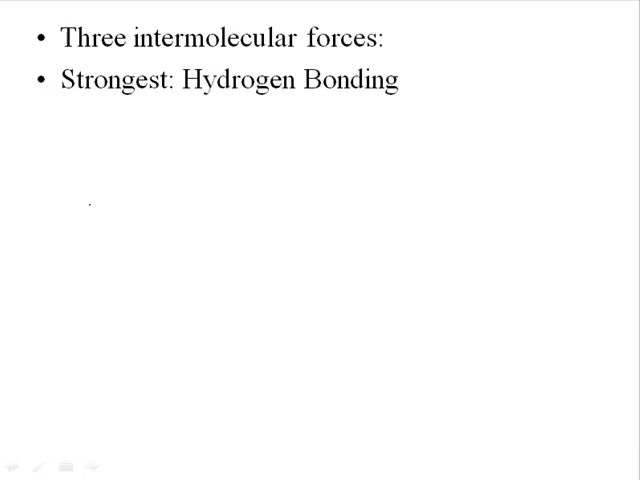 • Three intermolecular forces:
• Strongest: Hydrogen Bonding